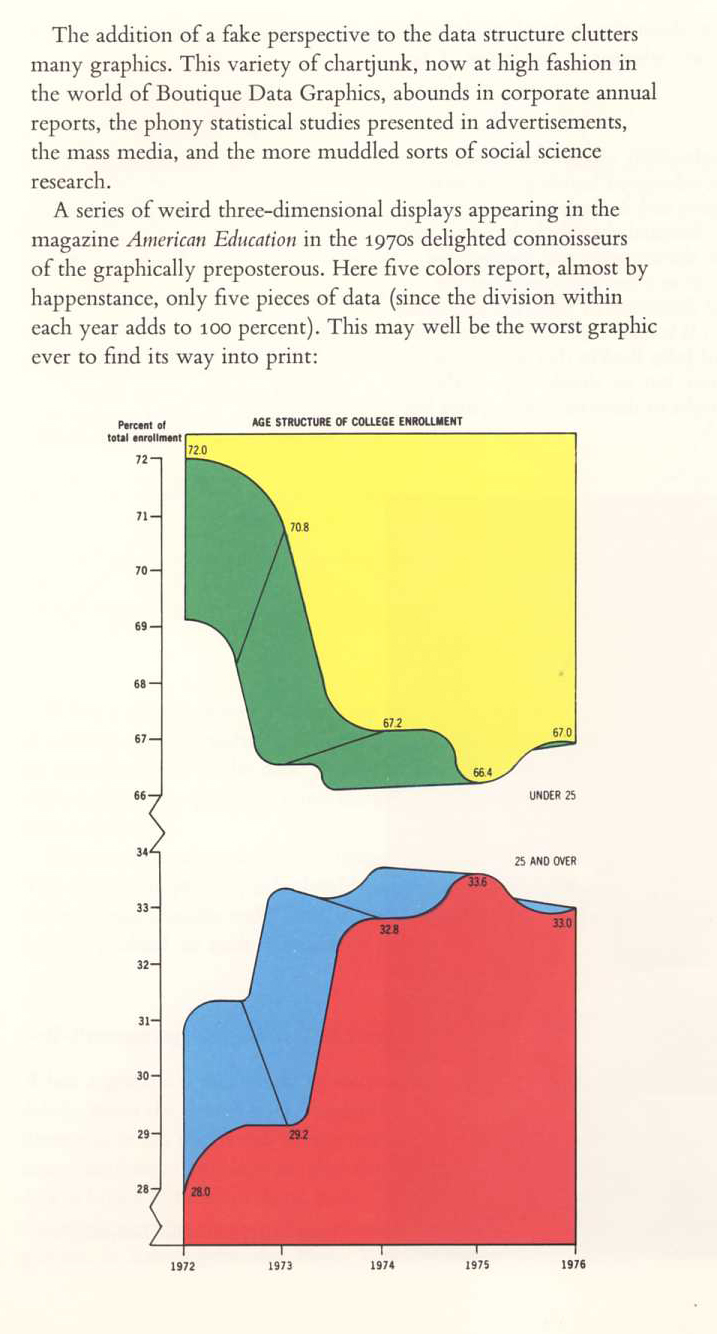 The addition of a fake perspective to the data structure clutters
many graphics. This variety of chartjunk, now at high fashion in
the world of Boutique Data Graphics, abounds in corporate annual
reports, the phony statistical studies presented in advertisements,
the mass media, and the more muddled sorts of social science
research.
A series of weird three-dimensional displays appearing in the
magazine American Education in the 1970s delighted connoisseurs
of the graphically preposterous. Here five colors report, almost by
happenstance, only five pieces of data (since the division within
each year adds to 100 percent). This may well be the worst graphic
ever to find its way into print:
AGE STRUCTURE OF COLLEGE ENROLLMENT
Percent of
total enrollment
72.0
72
71
70.8
70
69
68
67.2
67.0
67
66.4
66
UNDER 25
34
25 AND OVER
33.6
33
33.0
32.8
32
31
30
29
29.2
28
28.0
1972 1973 1974 1975 1976